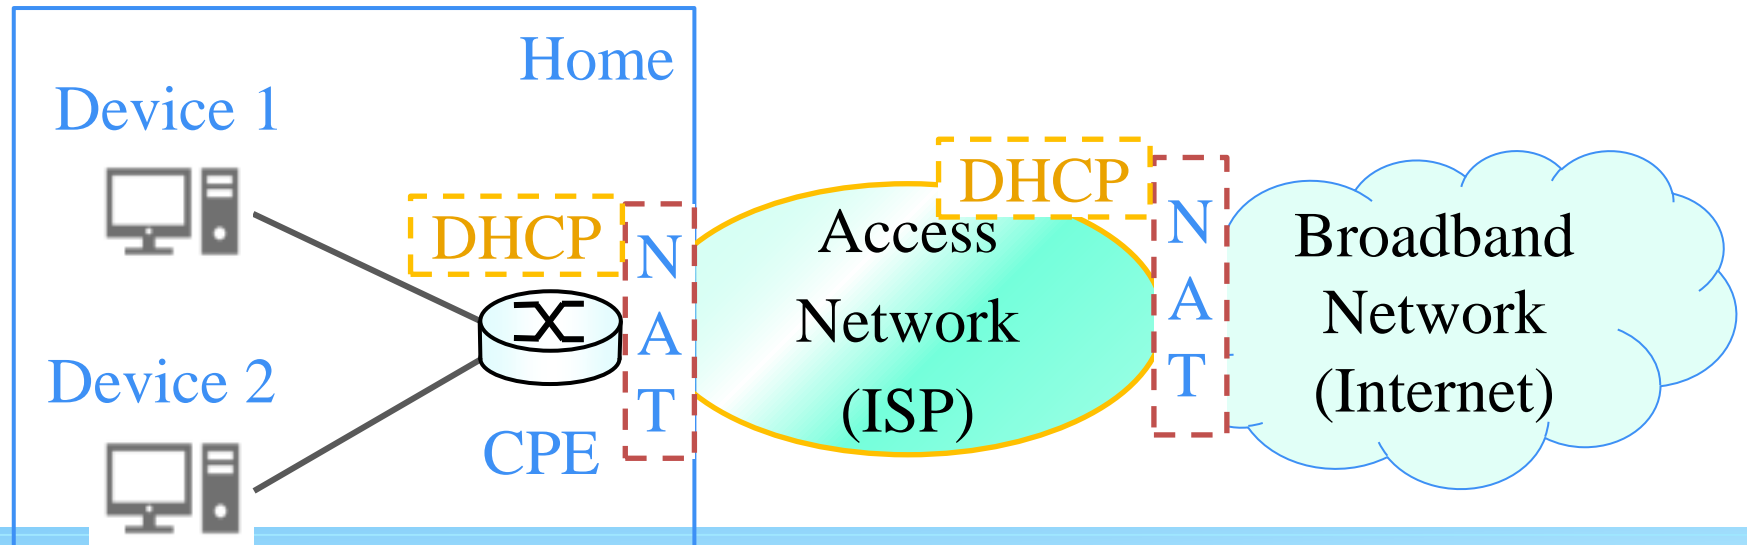 Home
Device 1
DHCP
N
A
T
Device 2
CPE
Access
Network
(ISP)
DHCP
N
A
T
Broadband
Network
(Internet)